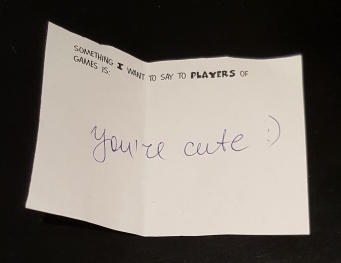 SOMETHING I WANT TO SAY TO PLAYERS OF
GAMES IS:
You're cute :)